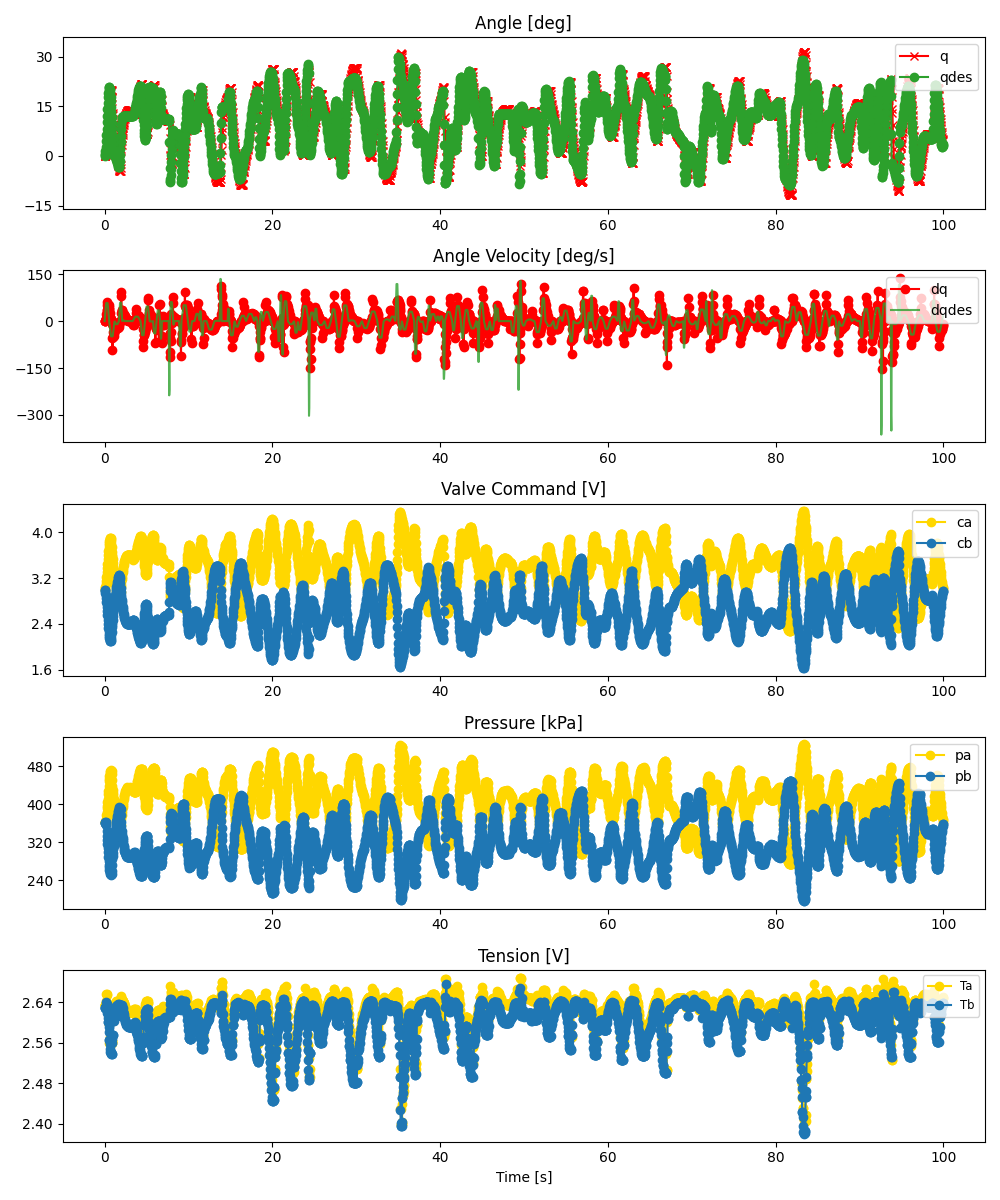 Angle [deg]
30
15
0
−15
q
qdes
0 20 40 60 80 100
Angle Velocity [deg/s]
150
0
−150
−300
dq
dqdes
0 20 40 60 80 100
Valve Command [V]
4.0
3.2
2.4
1.6
ca
cb
0 20 40 60 80 100
Pressure [kPa]
480
400
320
240
pa
pb
0 20 40 60 80 100
Tension [V]
2.64
2.56
2.48
2.40
Ta
Tb
0 20 40 60 80 100
Time [s]